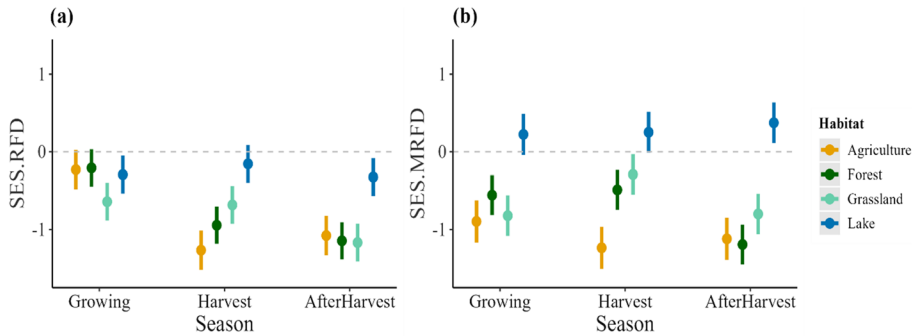 (a)
SES.RFD
1
0
-1
Growing
Harvest
AfterHarvest
Season
(b)
SES.MRFD
1
0
-1
Growing
Harvest
AfterHarvest
Season
Habitat
Agriculture
Forest
Grassland
Lake